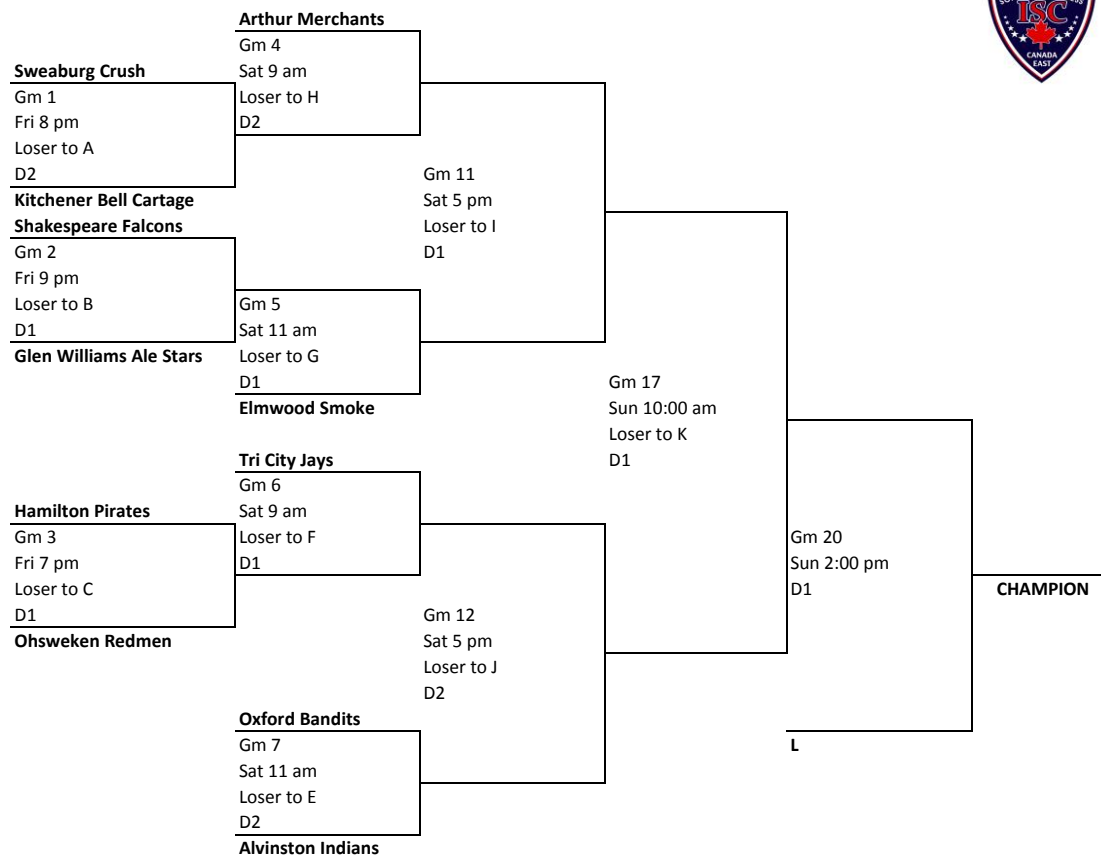 ISC
CANADA
EAST
Arthur Merchants
Gm 4
Sat 9 am
Loser to H
D2
Sweaburg Crush
Gm 1
Fri 8 pm
Loser to A
D2
Kitchener Bell Cartage
Shakespeare Falcons
Gm 2
Fri 9 pm
Loser to B
D1
Glen Williams Ale Stars
Gm 5
Sat 11 am
Loser to G
D1
Elmwood Smoke
Gm 11
Sat 5 pm
Loser to I
D1
Tri City Jays
Gm 6
Sat 9 am
Loser to F
D1
Hamilton Pirates
Gm 3
Fri 7 pm
Loser to C
D1
Ohsweken Redmen
Gm 12
Sat 5 pm
Loser to J
D2
Oxford Bandits
Gm 7
Sat 11 am
Loser to E
D2
Alvinston Indians
Gm 17
Sun 10:00 am
Loser to K
D1
Gm 20
Sun 2:00 pm
D1
L
CHAMPION